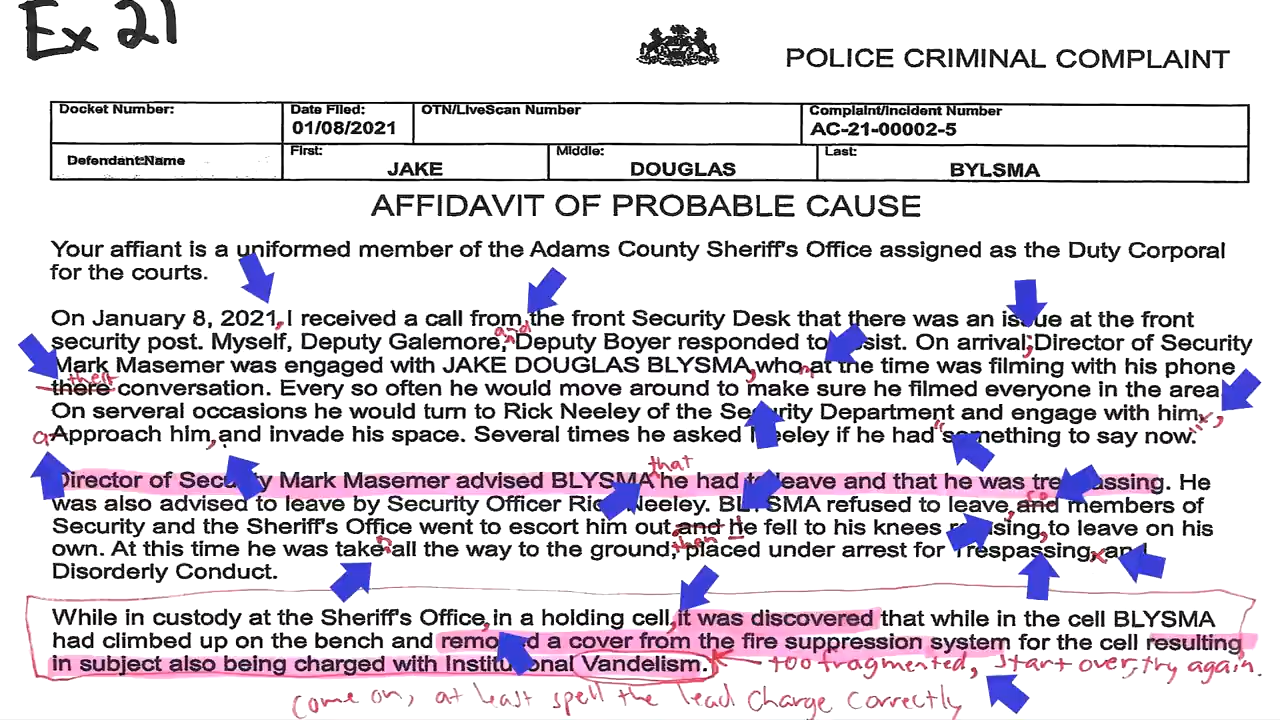 Ex 21
POLICE CRIMINAL COMPLAINT
Docket Number:
Date Filed:
01/08/2021
OTN/LiveScan Number
Complaint/Incident Number
AC-21-00002-5
Defendant Name
First:
JAKE
Middle:
DOUGLAS
Last:
BYLSMA
AFFIDAVIT OF PROBABLE CAUSE
Your affiant is a uniformed member of the Adams County Sheriff's Office assigned as the Duty Corporal
for the courts.
On January 8, 2021, I received a call from the front Security Desk that there was an issue at the front
and
security post. Myself, Deputy Galemore, Deputy Boyer responded to assist. On arrival; Director of Security
Mark Masemer was engaged with JAKE DOUGLAS BLYSMA, who at the time was filming with his phone
their
there conversation. Every so often he would move around to make sure he filmed everyone in the area
On serveral occasions he would turn to Rick Neeley of the Security Department and engage with him,
a Approach him, and invade his space. Several times he asked Neeley if he had "something to say now."
that
Director of Security Mark Masemer advised BLYSMA he had to leave and that he was trespassing. He
so
was also advised to leave by Security Officer Rick Neeley. BLYSMA refused to leave, and members of
Security and the Sheriff's Office went to escort him out and he fell to his knees refusing, to leave on his
then
own. At this time he was taken all the way to the ground; placed under arrest for Trespassing, and
Disorderly Conduct.
While in custody at the Sheriff's Office, in a holding cell, it was discovered that while in the cell BLYSMA
had climbed up on the bench and removed a cover from the fire suppression system for the cell resulting
in subject also being charged with Institutional Vandelism. too fragmented, start over, try again.
come on, at least spell the lead charge correctly